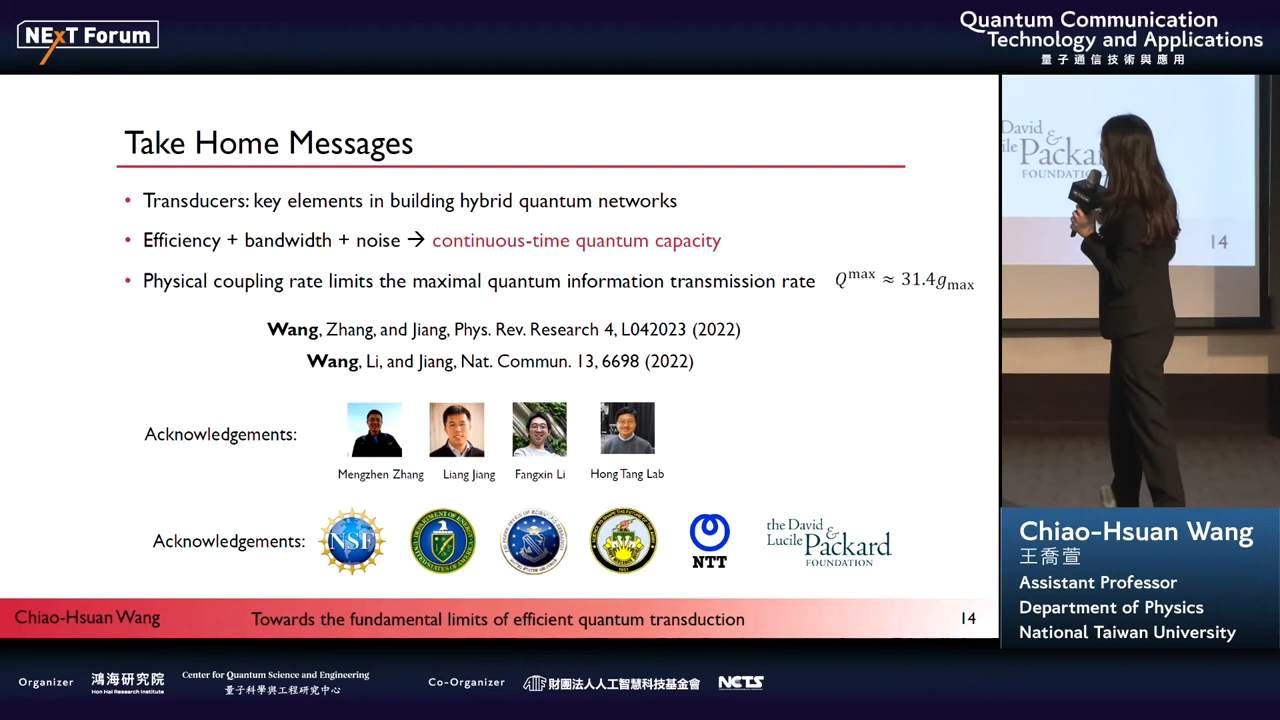 NExT Forum
Quantum Communication
Technology and Applications
量子通信技術與應用
Take Home Messages
• Transducers: key elements in building hybrid quantum networks
• Efficiency + bandwidth + noise → continuous-time quantum capacity
• Physical coupling rate limits the maximal quantum information transmission rate Q^max ≈ 31.4g_max
Wang, Zhang, and Jiang, Phys. Rev. Research 4, L042023 (2022)
Wang, Li, and Jiang, Nat. Commun. 13, 6698 (2022)
Acknowledgements:
Mengzhen Zhang Liang Jiang Fangxin Li Hong Tang Lab
Acknowledgements:
NSF
NTT
the David &
Lucile Packard
FOUNDATION
Chiao-Hsuan Wang Towards the fundamental limits of efficient quantum transduction 14
David &
Packa
FOUNDATIO
14
Chiao-Hsuan Wang
王喬萱
Assistant Professor
Department of Physics
National Taiwan University
Organizer
鴻海研究院
Hon Hai Research Institute
Center for Quantum Science and Engineering
量子科學與工程研究中心
Co-Organizer
財團法人人工智慧科技基金會
NCTS